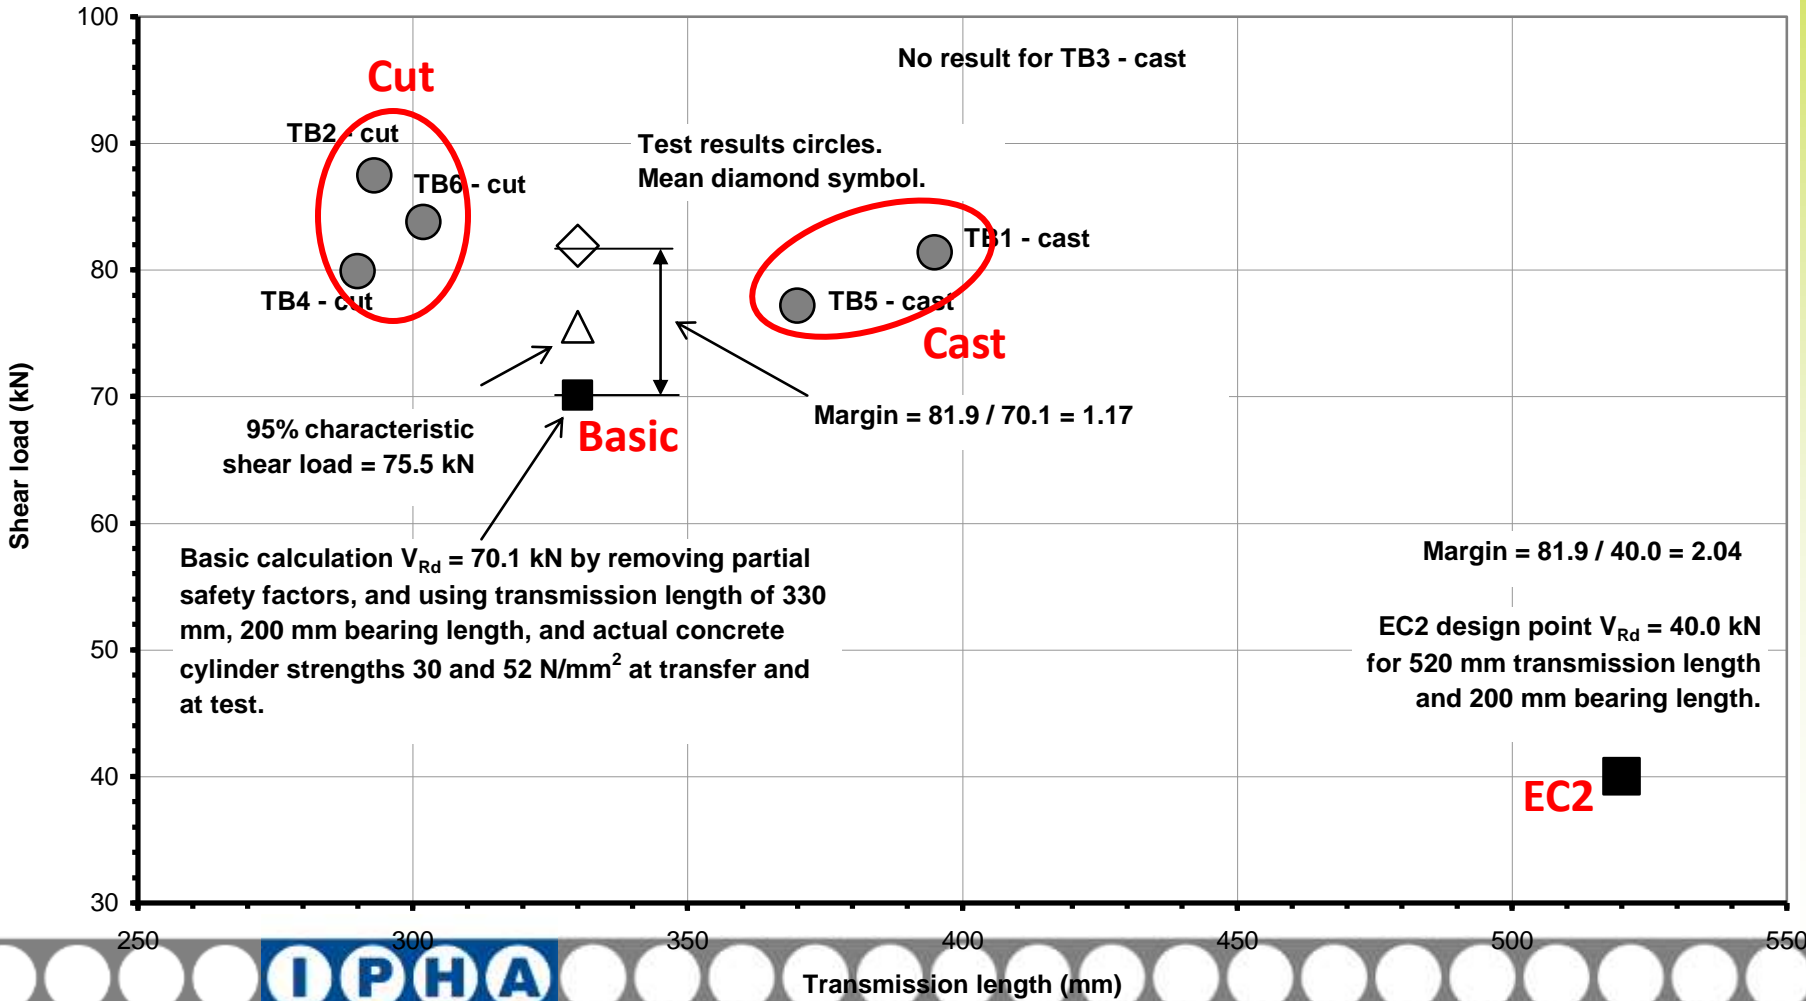 100
No result for TB3 - cast
Cut
TB2 - cut
90
Test results circles.
Mean diamond symbol.
TB6 - cut
TB1 - cast
80
TB4 - cut
TB5 - cast
Cast
70
Margin = 81.9 / 70.1 = 1.17
95% characteristic
shear load = 75.5 kN
Basic
Shear load (kN)
60
Basic calculation V_Rd = 70.1 kN by removing partial
safety factors, and using transmission length of 330
mm, 200 mm bearing length, and actual concrete
cylinder strengths 30 and 52 N/mm² at transfer and
at test.
Margin = 81.9 / 40.0 = 2.04
EC2 design point V_Rd = 40.0 kN
for 520 mm transmission length
and 200 mm bearing length.
50
40
EC2
30
250 300 350 400 450 500 550
Transmission length (mm)
IPHA